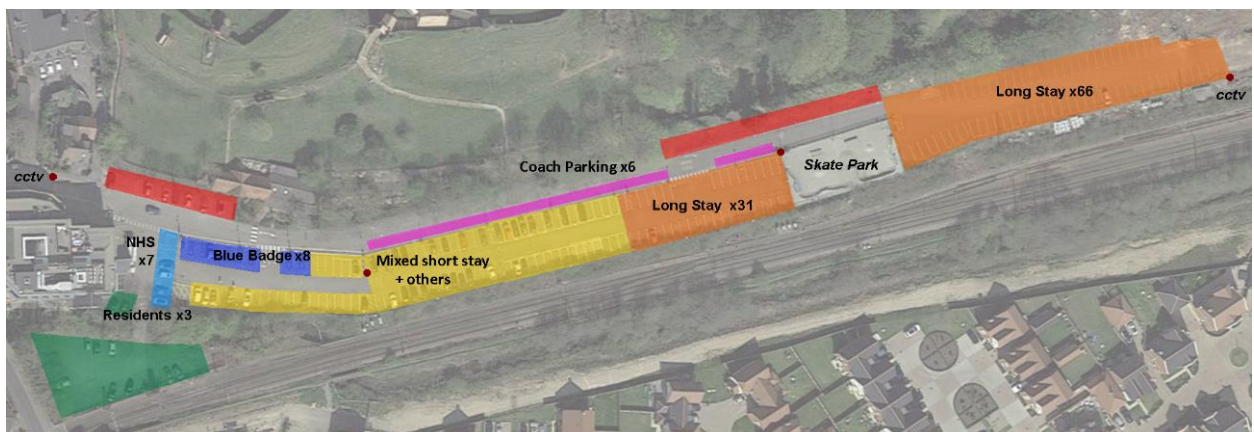 Long Stay x66
cctv
Coach Parking x6
Skate Park
cctv
Long Stay x31
NHS
x7
Blue Badge x8
Mixed short stay
+ others
Residents x3